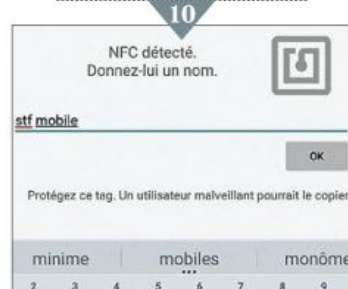 10
NFC détecté.
Donnez-lui un nom.
stf mobile
OK
Protégez ce tag. Un utilisateur malveillant pourrait le copier
minime mobiles monôme
2 3 4 5 6 7 8 9